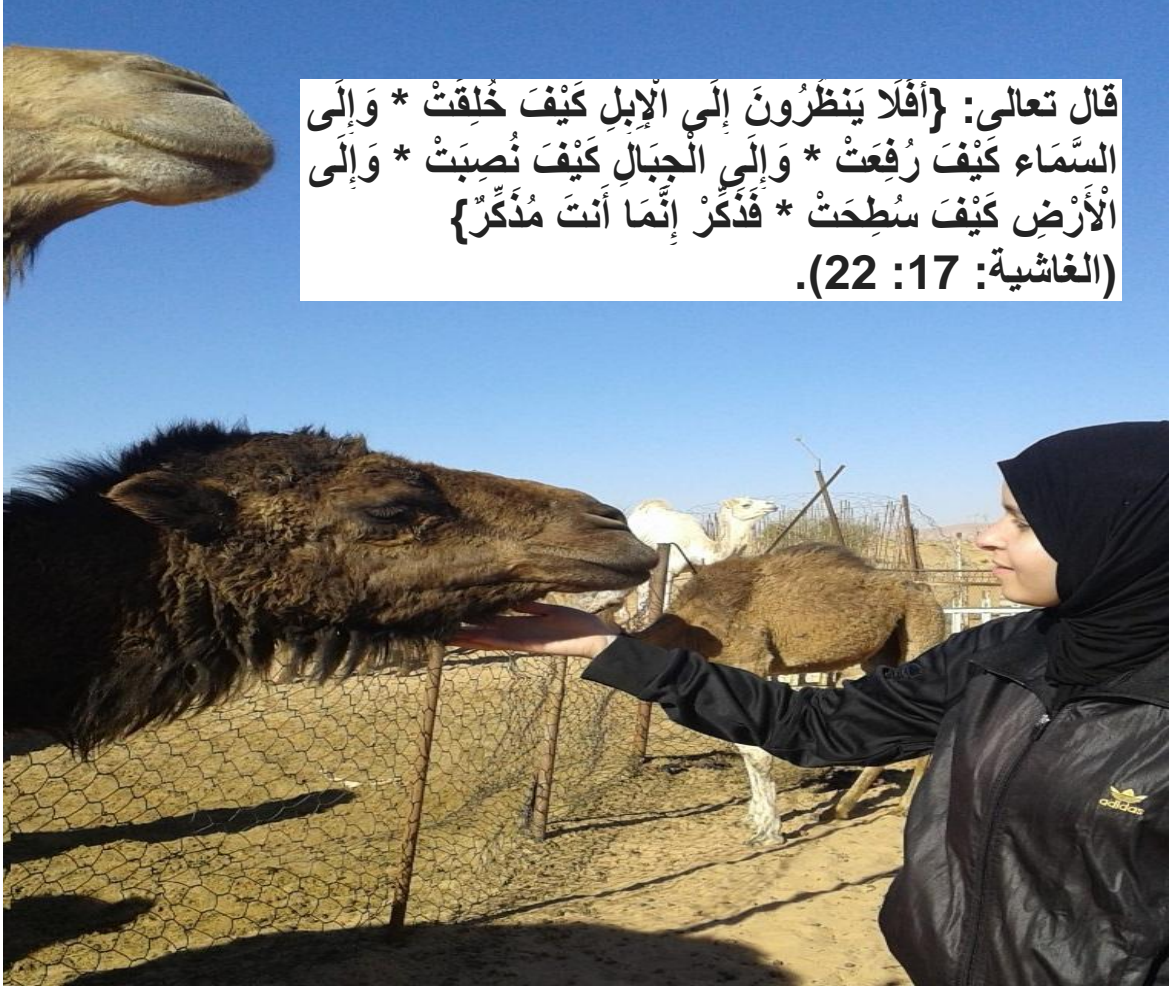 قال تعالى: {أَفَلَا يَنظُرُونَ إِلَى الْإِبِلِ كَيْفَ خُلِقَتْ * وَإِلَى
السَّمَاء كَيْفَ رُفِعَتْ * وَإِلَى الْجِبَالِ كَيْفَ نُصِبَتْ * وَإِلَى
الْأَرْضِ كَيْفَ سُطِحَتْ * فَذَكِّرْ إِنَّمَا أَنتَ مُذَكِّرٌ}
(الغاشية: 17: 22).
adidas